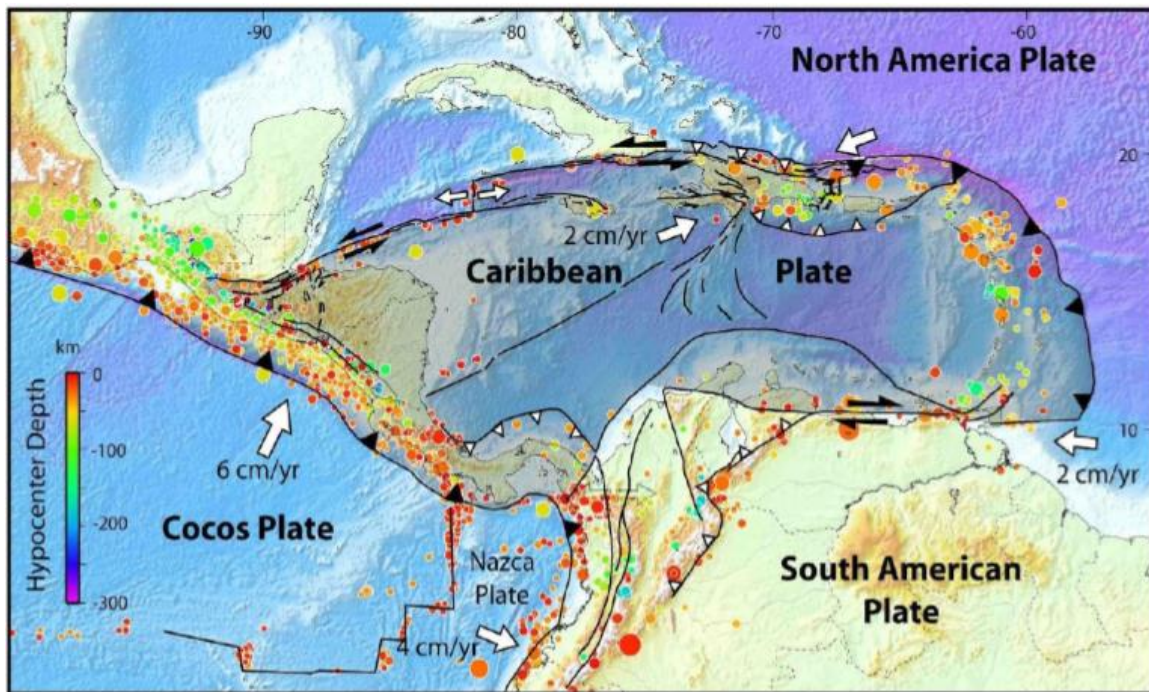 -90 -80 -70 -60
North America Plate
20
2 cm/yr
Caribbean Plate
km
0
-100
-200
-300
Hypocenter Depth
6 cm/yr
10
2 cm/yr
Cocos Plate
Nazca
Plate
South American
Plate
4 cm/yr